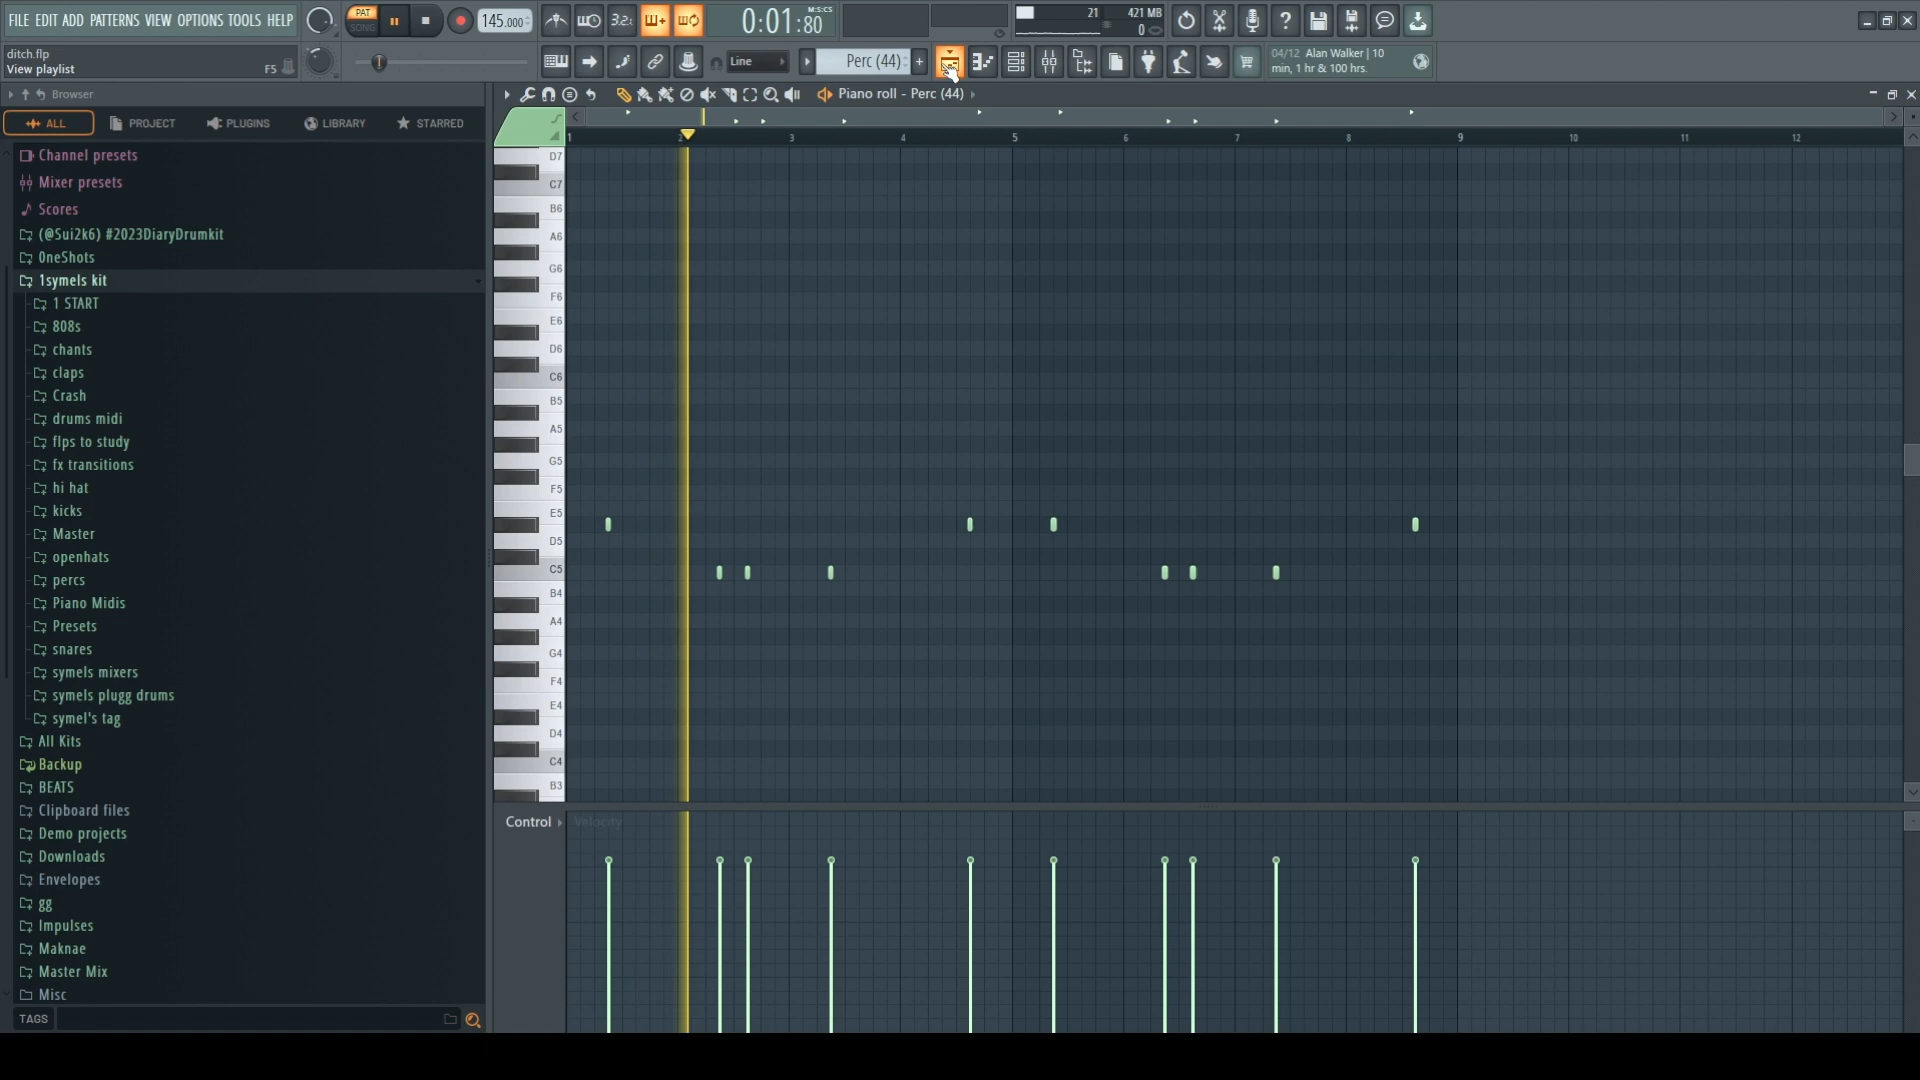 FILE EDIT ADD PATTERNS VIEW OPTIONS TOOLS HELP
PAT
SONG
145.000
3.2.
0:01:80
M:S:CS
21
421 MB
0
ditch.flp
View playlist
F5
Line
Perc (44)
+
04/12 Alan Walker | 10
min, 1 hr & 100 hrs.
Browser
ALL
PROJECT
PLUGINS
LIBRARY
STARRED
Channel presets
Mixer presets
Scores
(@Sui2k6) #2023DiaryDrumkit
0neShots
1symels kit
1 START
808s
chants
claps
Crash
drums midi
flps to study
fx transitions
hi hat
kicks
Master
openhats
percs
Piano Midis
Presets
snares
symels mixers
symels plugg drums
symel's tag
All Kits
Backup
BEATS
Clipboard files
Demo projects
Downloads
Envelopes
gg
Impulses
Maknae
Master Mix
Misc
TAGS
Piano roll - Perc (44)
1 2 3 4 5 6 7 8 9 10 11 12
D7
C7
B6
A6
G6
F6
E6
D6
C6
B5
A5
G5
F5
E5
D5
C5
B4
A4
G4
F4
E4
D4
C4
B3
Control
Velocity